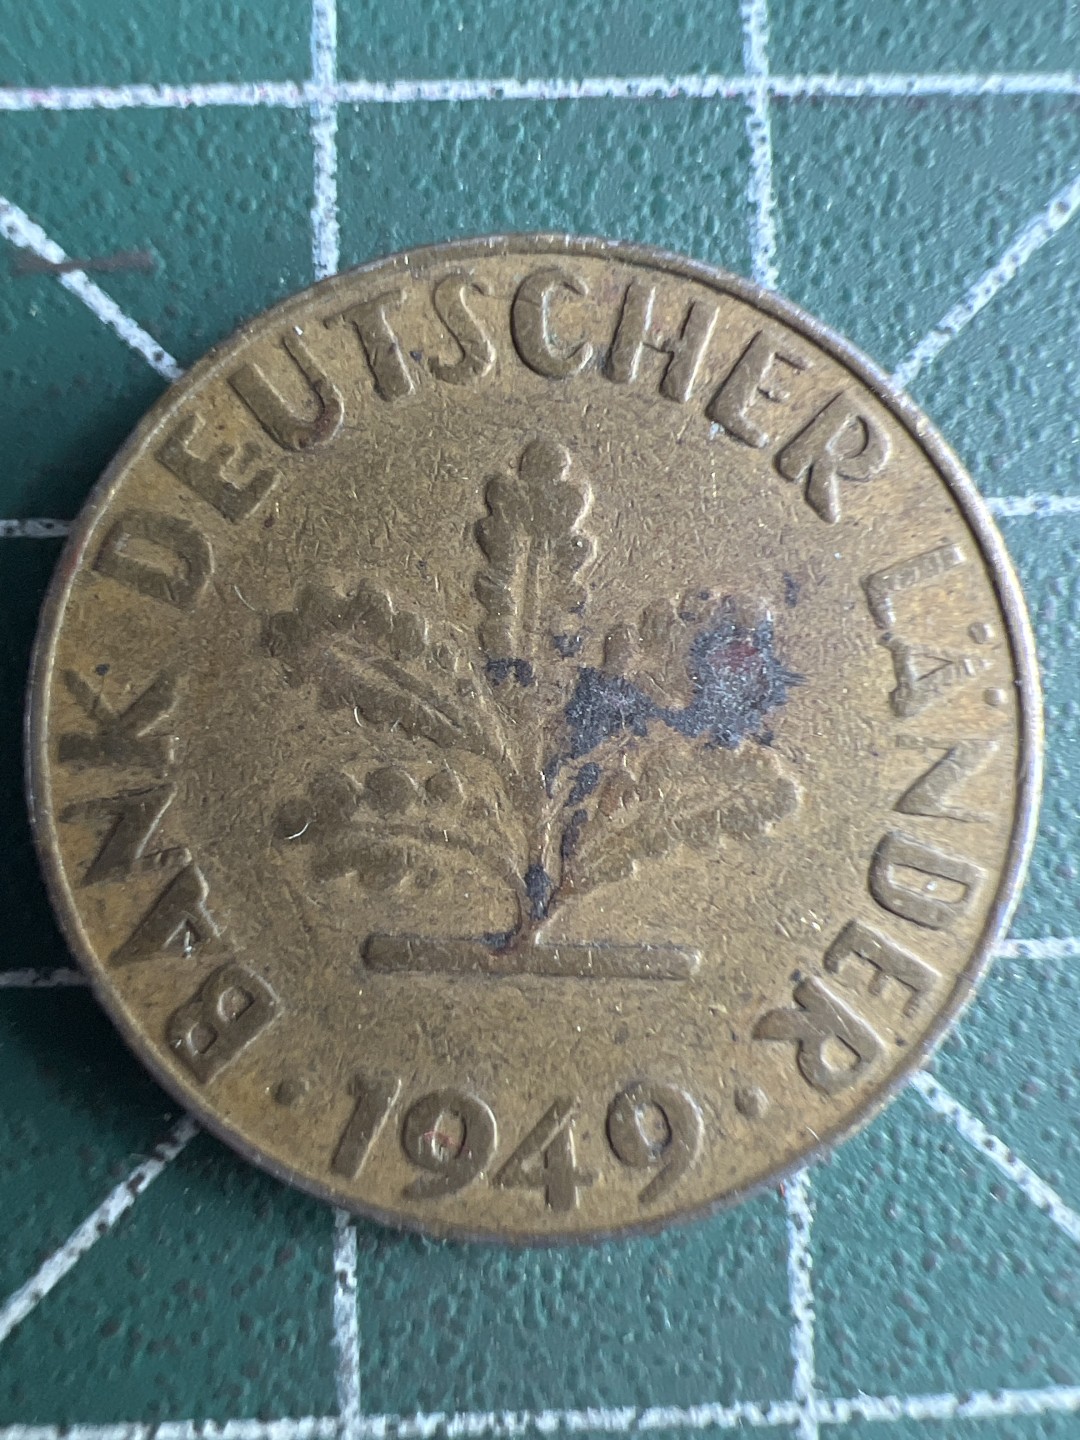 BANK DEUTSCHER LÄNDER
· 1949 ·